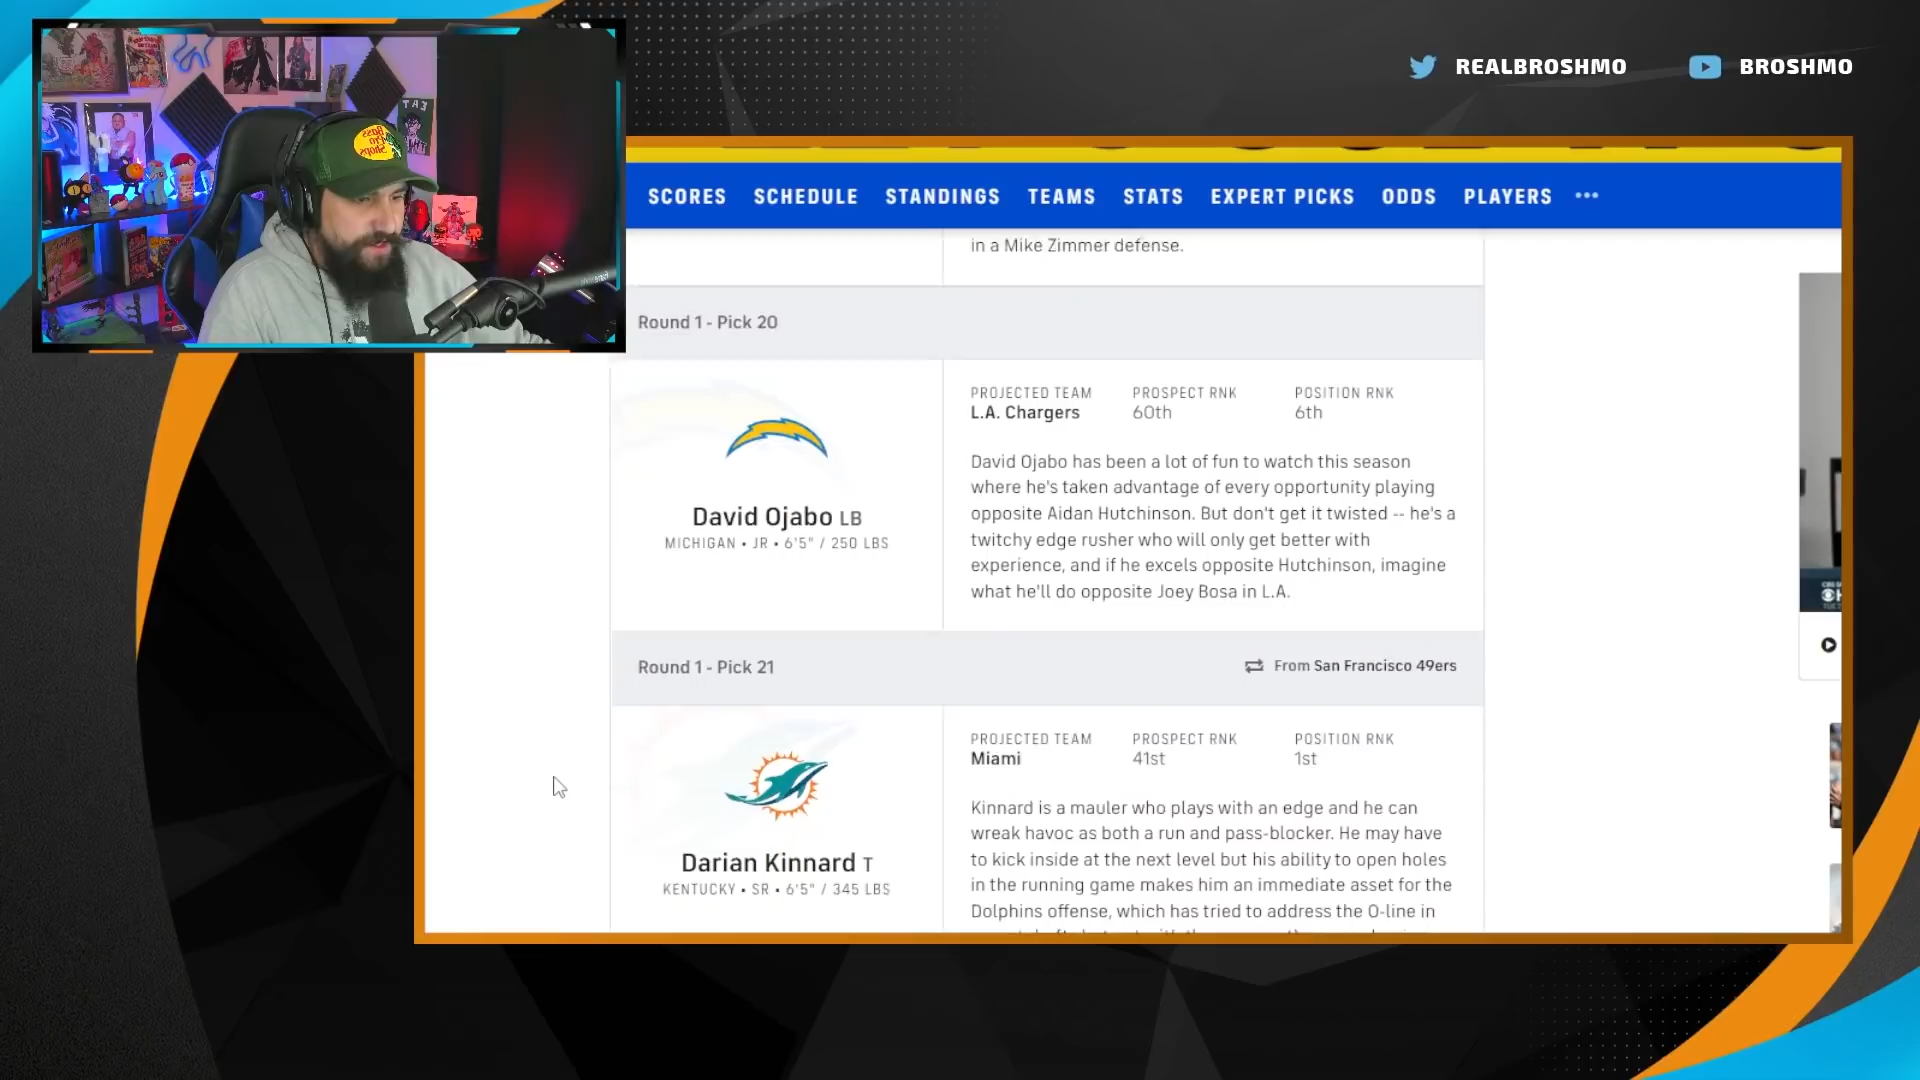 REALBROSHMO
BROSHMO
Bass
Pro
Shops
EAT
SCORES SCHEDULE STANDINGS TEAMS STATS EXPERT PICKS ODDS PLAYERS •••
in a Mike Zimmer defense.
Round 1 - Pick 20
PROJECTED TEAM PROSPECT RNK POSITION RNK
L.A. Chargers 60th 6th
David Ojabo LB
MICHIGAN • JR • 6'5" / 250 LBS
David Ojabo has been a lot of fun to watch this season
where he's taken advantage of every opportunity playing
opposite Aidan Hutchinson. But don't get it twisted -- he's a
twitchy edge rusher who will only get better with
experience, and if he excels opposite Hutchinson, imagine
what he'll do opposite Joey Bosa in L.A.
Round 1 - Pick 21 From San Francisco 49ers
PROJECTED TEAM PROSPECT RNK POSITION RNK
Miami 41st 1st
Darian Kinnard T
KENTUCKY • SR • 6'5" / 345 LBS
Kinnard is a mauler who plays with an edge and he can
wreak havoc as both a run and pass-blocker. He may have
to kick inside at the next level but his ability to open holes
in the running game makes him an immediate asset for the
Dolphins offense, which has tried to address the O-line in